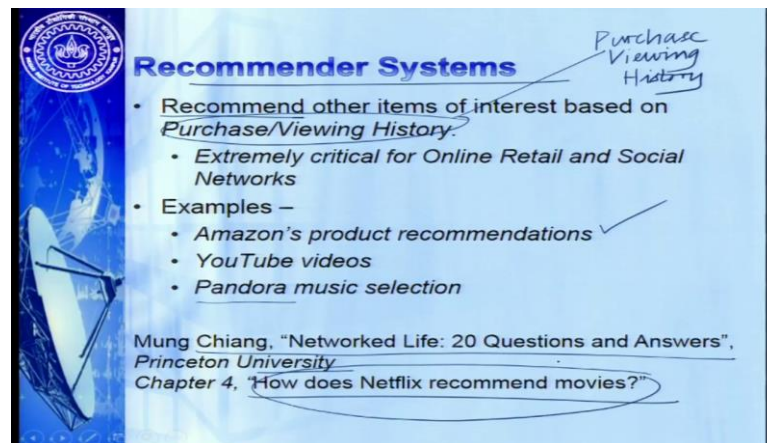 Purchase
Viewing
History
Recommender Systems
• Recommend other items of interest based on
Purchase/Viewing History.
• Extremely critical for Online Retail and Social
Networks
• Examples –
• Amazon's product recommendations
• YouTube videos
• Pandora music selection
Mung Chiang, "Networked Life: 20 Questions and Answers",
Princeton University
Chapter 4, "How does Netflix recommend movies?"